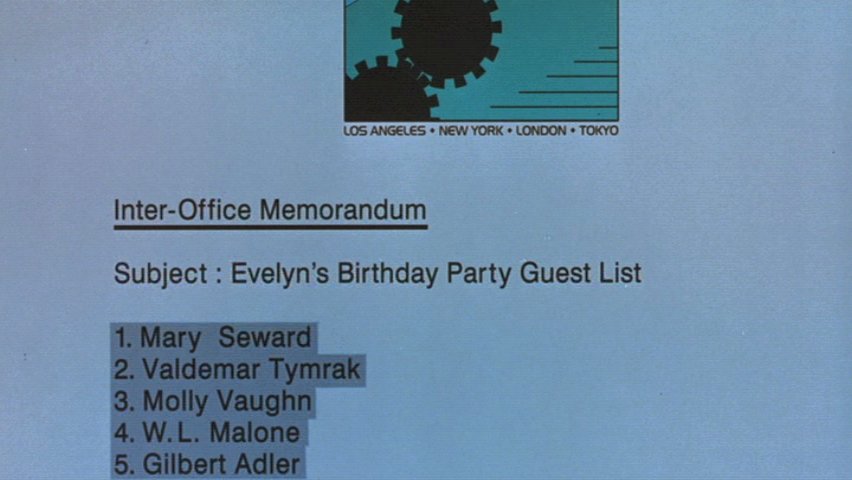 LOS ANGELES • NEW YORK • LONDON • TOKYO
Inter-Office Memorandum
Subject : Evelyn's Birthday Party Guest List
1. Mary Seward
2. Valdemar Tymrak
3. Molly Vaughn
4. W.L. Malone
5. Gilbert Adler